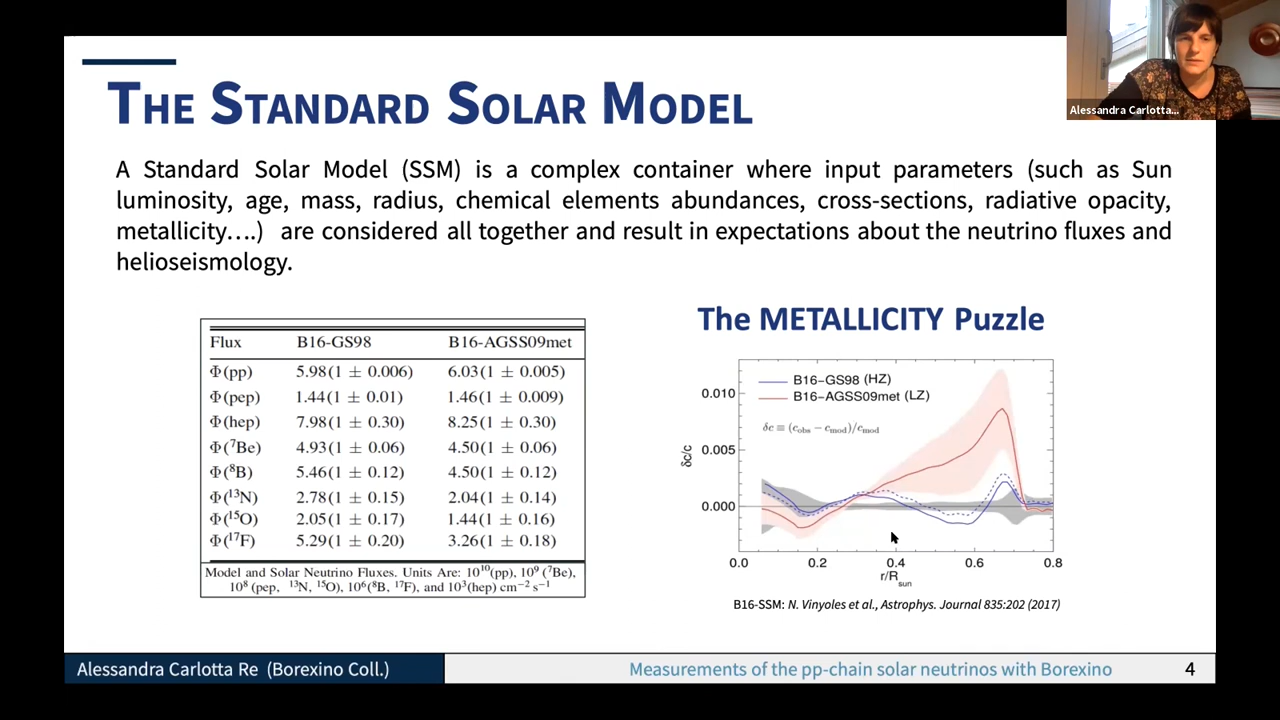 Alessandra Carlotta...
THE STANDARD SOLAR MODEL
A Standard Solar Model (SSM) is a complex container where input parameters (such as Sun
luminosity, age, mass, radius, chemical elements abundances, cross-sections, radiative opacity,
metallicity….) are considered all together and result in expectations about the neutrino fluxes and
helioseismology.
Flux B16-GS98 B16-AGSS09met
Φ(pp) 5.98(1 ± 0.006) 6.03(1 ± 0.005)
Φ(pep) 1.44(1 ± 0.01) 1.46(1 ± 0.009)
Φ(hep) 7.98(1 ± 0.30) 8.25(1 ± 0.30)
Φ(⁷Be) 4.93(1 ± 0.06) 4.50(1 ± 0.06)
Φ(⁸B) 5.46(1 ± 0.12) 4.50(1 ± 0.12)
Φ(¹³N) 2.78(1 ± 0.15) 2.04(1 ± 0.14)
Φ(¹⁵O) 2.05(1 ± 0.17) 1.44(1 ± 0.16)
Φ(¹⁷F) 5.29(1 ± 0.20) 3.26(1 ± 0.18)
Model and Solar Neutrino Fluxes. Units Are: 10¹⁰(pp), 10⁹ (⁷Be),
10⁸ (pep, ¹³N, ¹⁵O), 10⁶(⁸B, ¹⁷F), and 10³(hep) cm⁻² s⁻¹
The METALLICITY Puzzle
B16−GS98 (HZ)
B16−AGSS09met (LZ)
δc ≡ (c_obs − c_mod)/c_mod
δc/c
0.010
0.005
0.000
0.0 0.2 0.4 0.6 0.8
r/R_sun
B16-SSM: N. Vinyoles et al., Astrophys. Journal 835:202 (2017)
Alessandra Carlotta Re (Borexino Coll.)
Measurements of the pp-chain solar neutrinos with Borexino
4